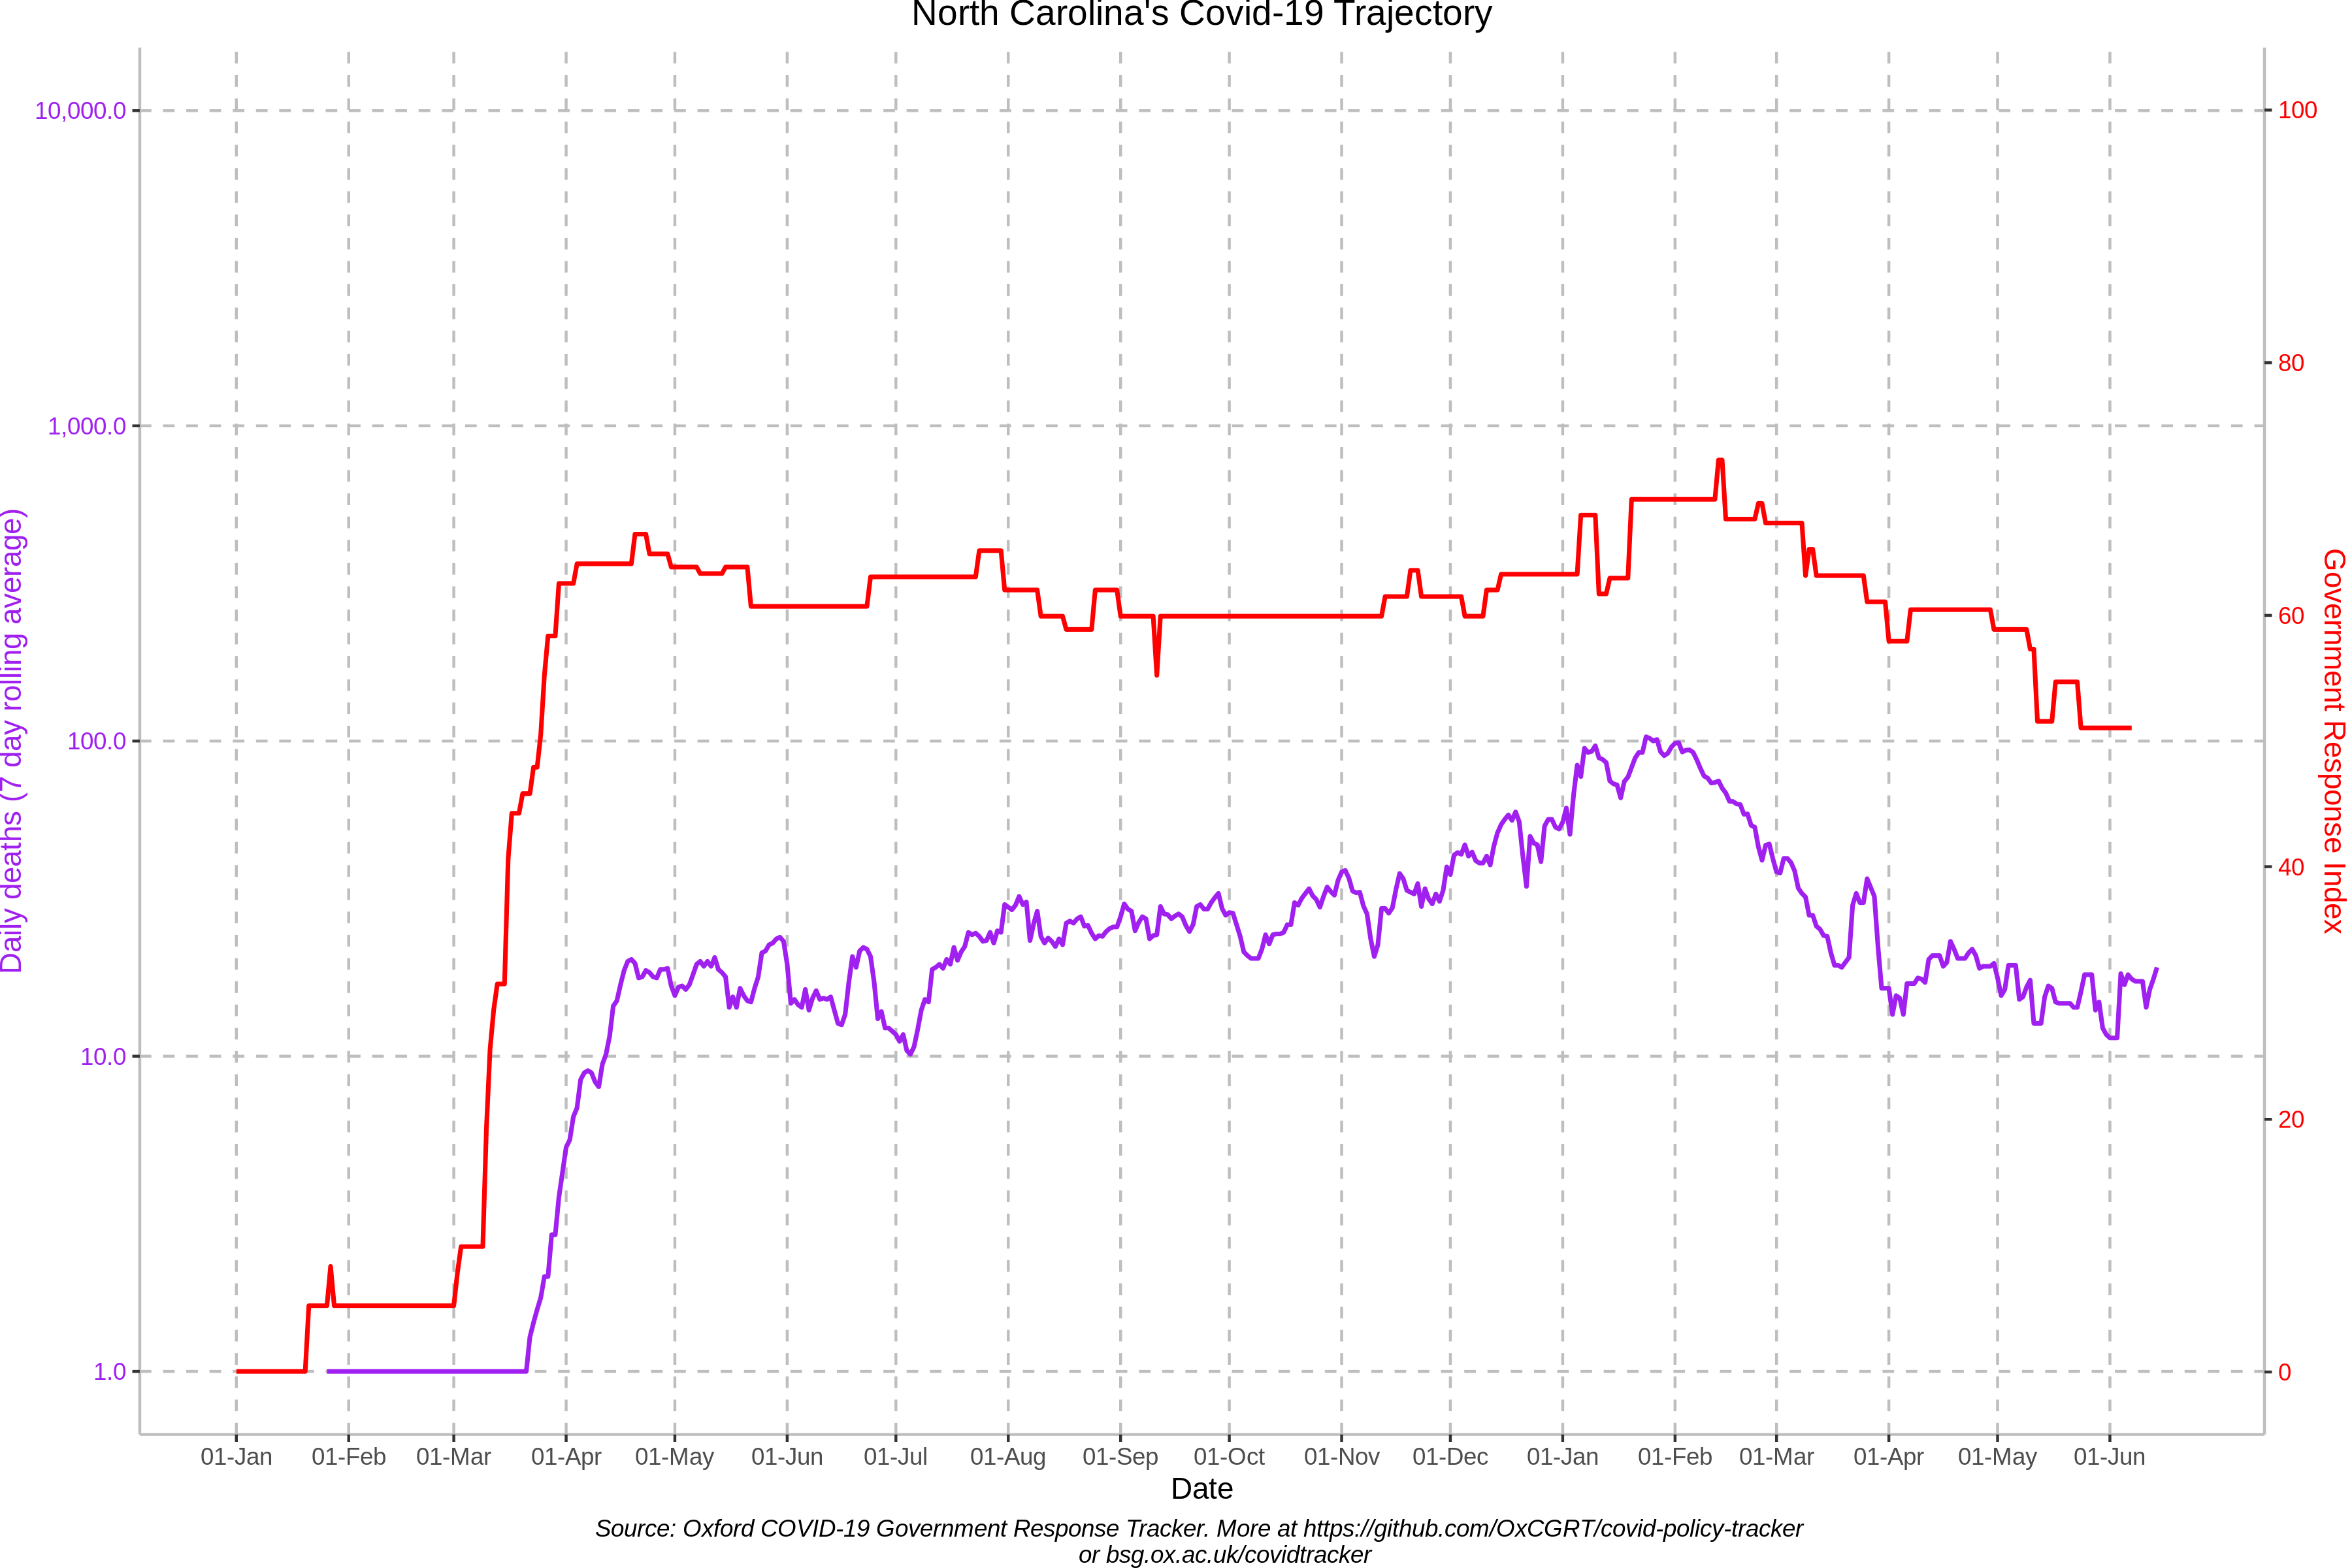 North Carolina's Covid-19 Trajectory
Daily deaths (7 day rolling average)
10,000.0
1,000.0
100.0
10.0
1.0
100
80
60
40
20
0
Government Response Index
01-Jan 01-Feb 01-Mar 01-Apr 01-May 01-Jun 01-Jul 01-Aug 01-Sep 01-Oct 01-Nov 01-Dec 01-Jan 01-Feb 01-Mar 01-Apr 01-May 01-Jun
Date
Source: Oxford COVID-19 Government Response Tracker. More at https://github.com/OxCGRT/covid-policy-tracker
or bsg.ox.ac.uk/covidtracker